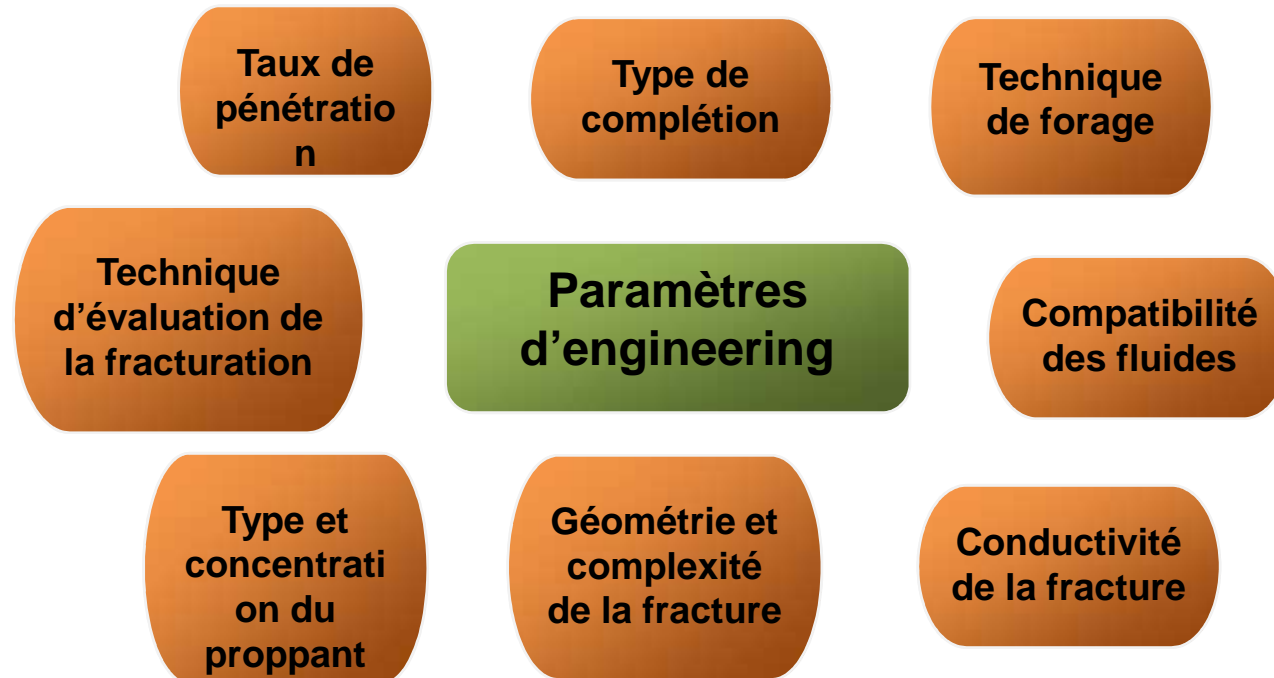 Taux de
pénétratio
n
Type de
complétion
Technique
de forage
Technique
d’évaluation de
la fracturation
Paramètres
d’engineering
Compatibilité
des fluides
Type et
concentrati
on du
proppant
Géométrie et
complexité
de la fracture
Conductivité
de la fracture